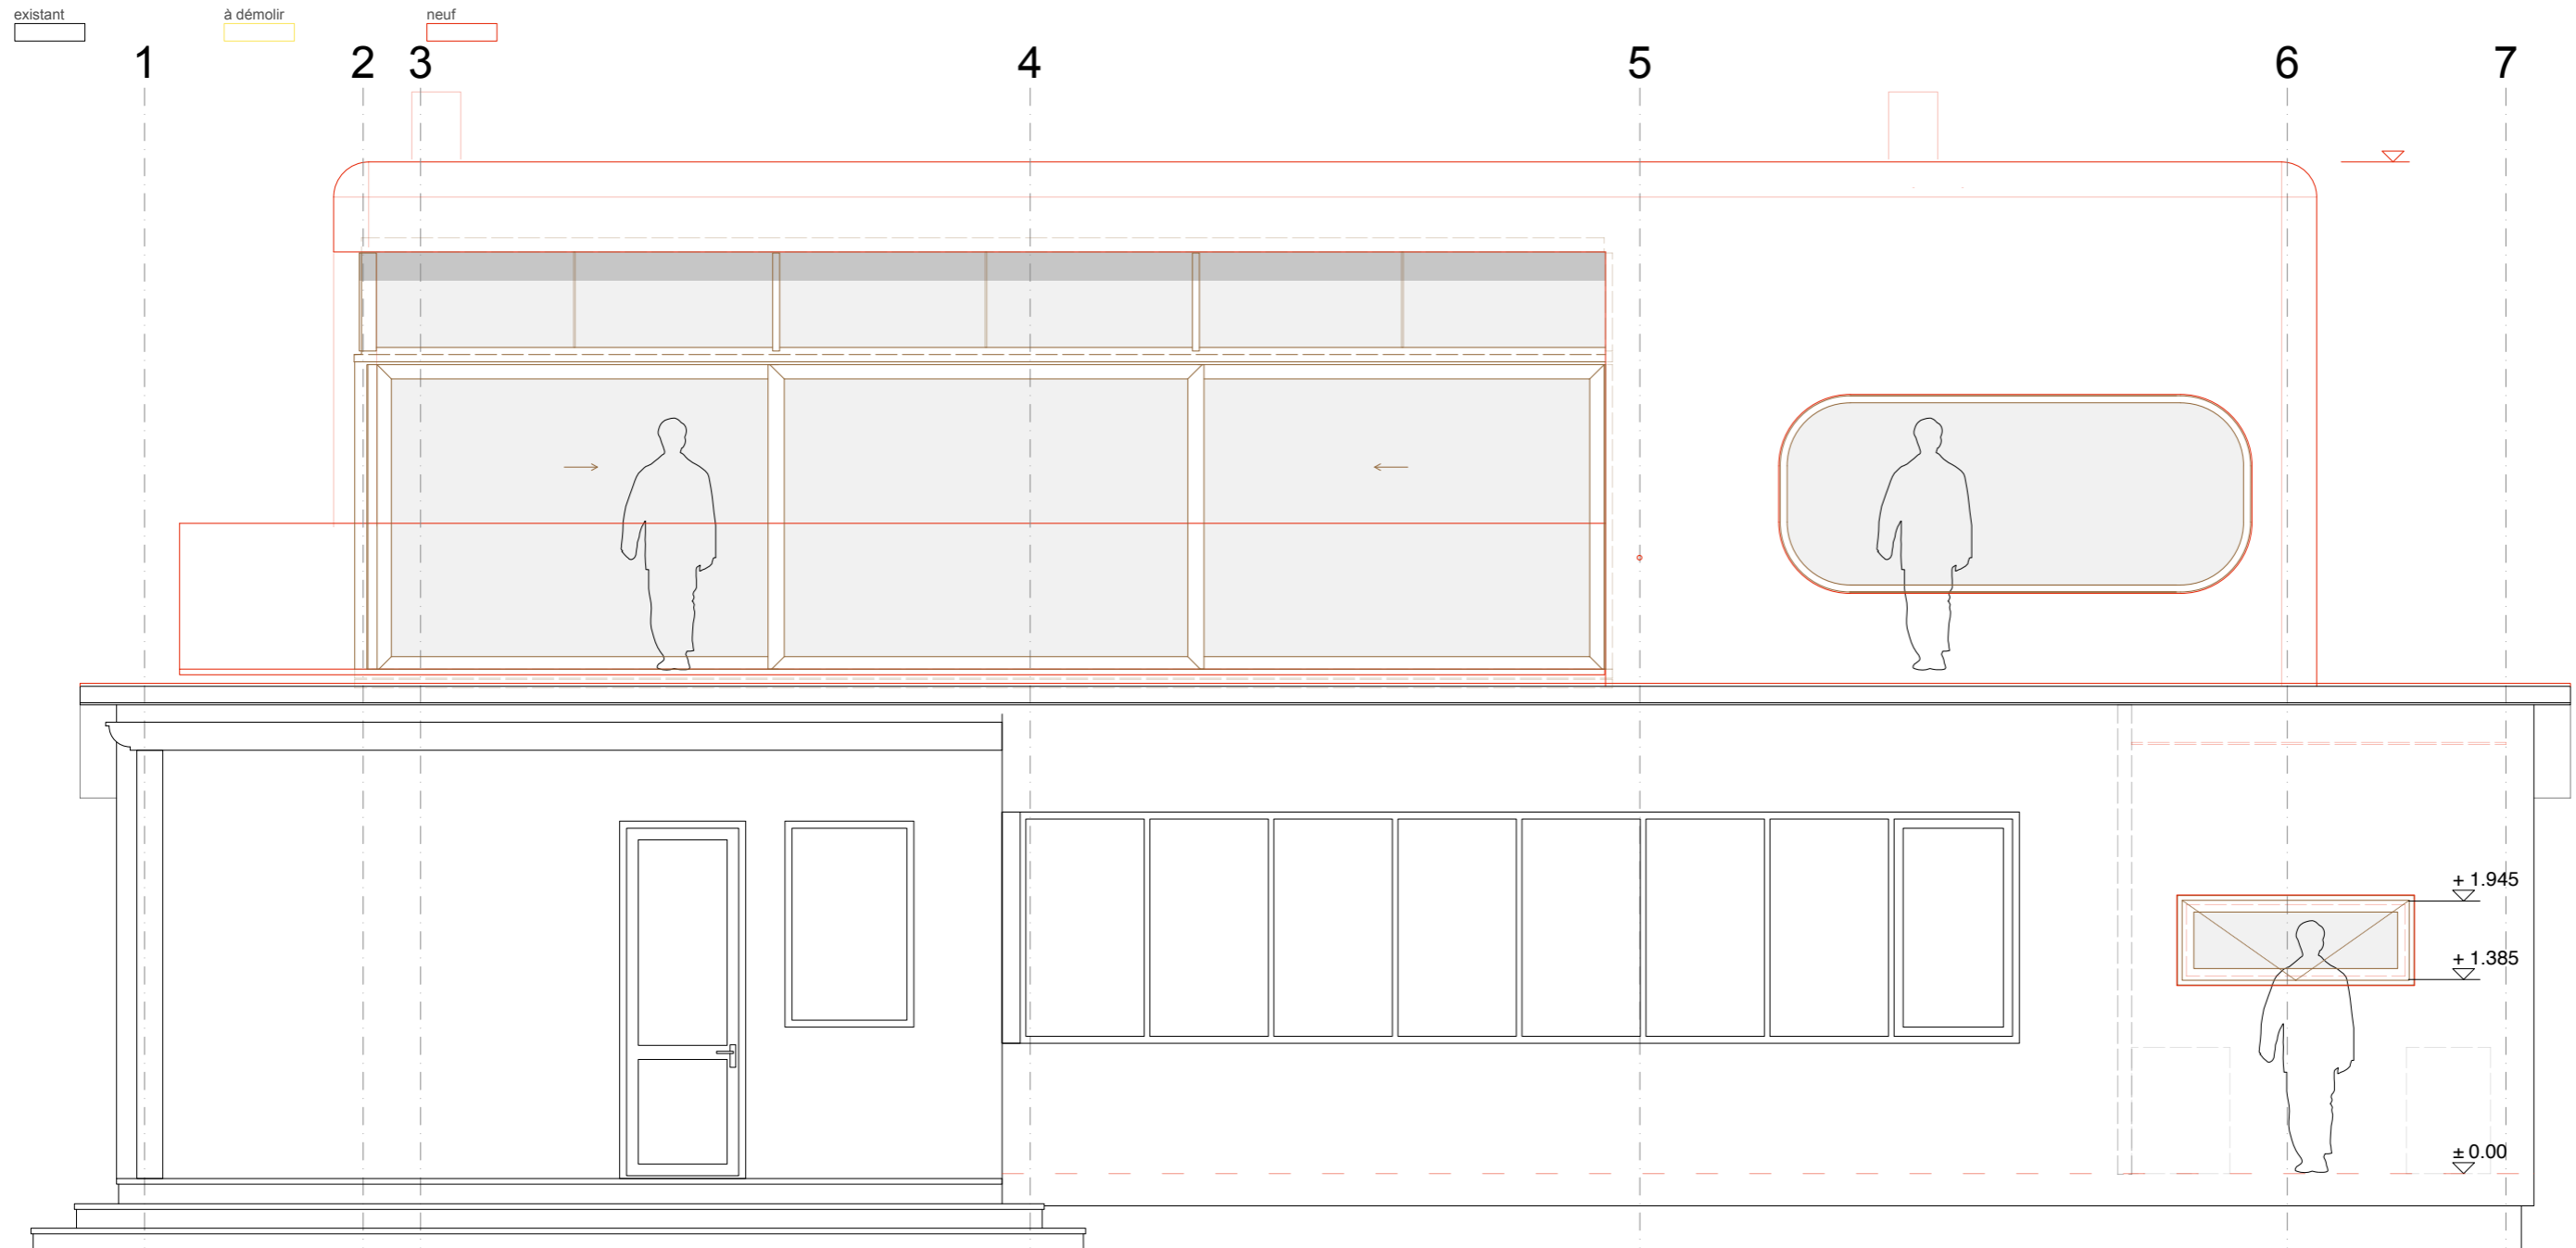 existant à démolir neuf
1 2 3 4 5 6 7
+ 1.945
+ 1.385
± 0.00